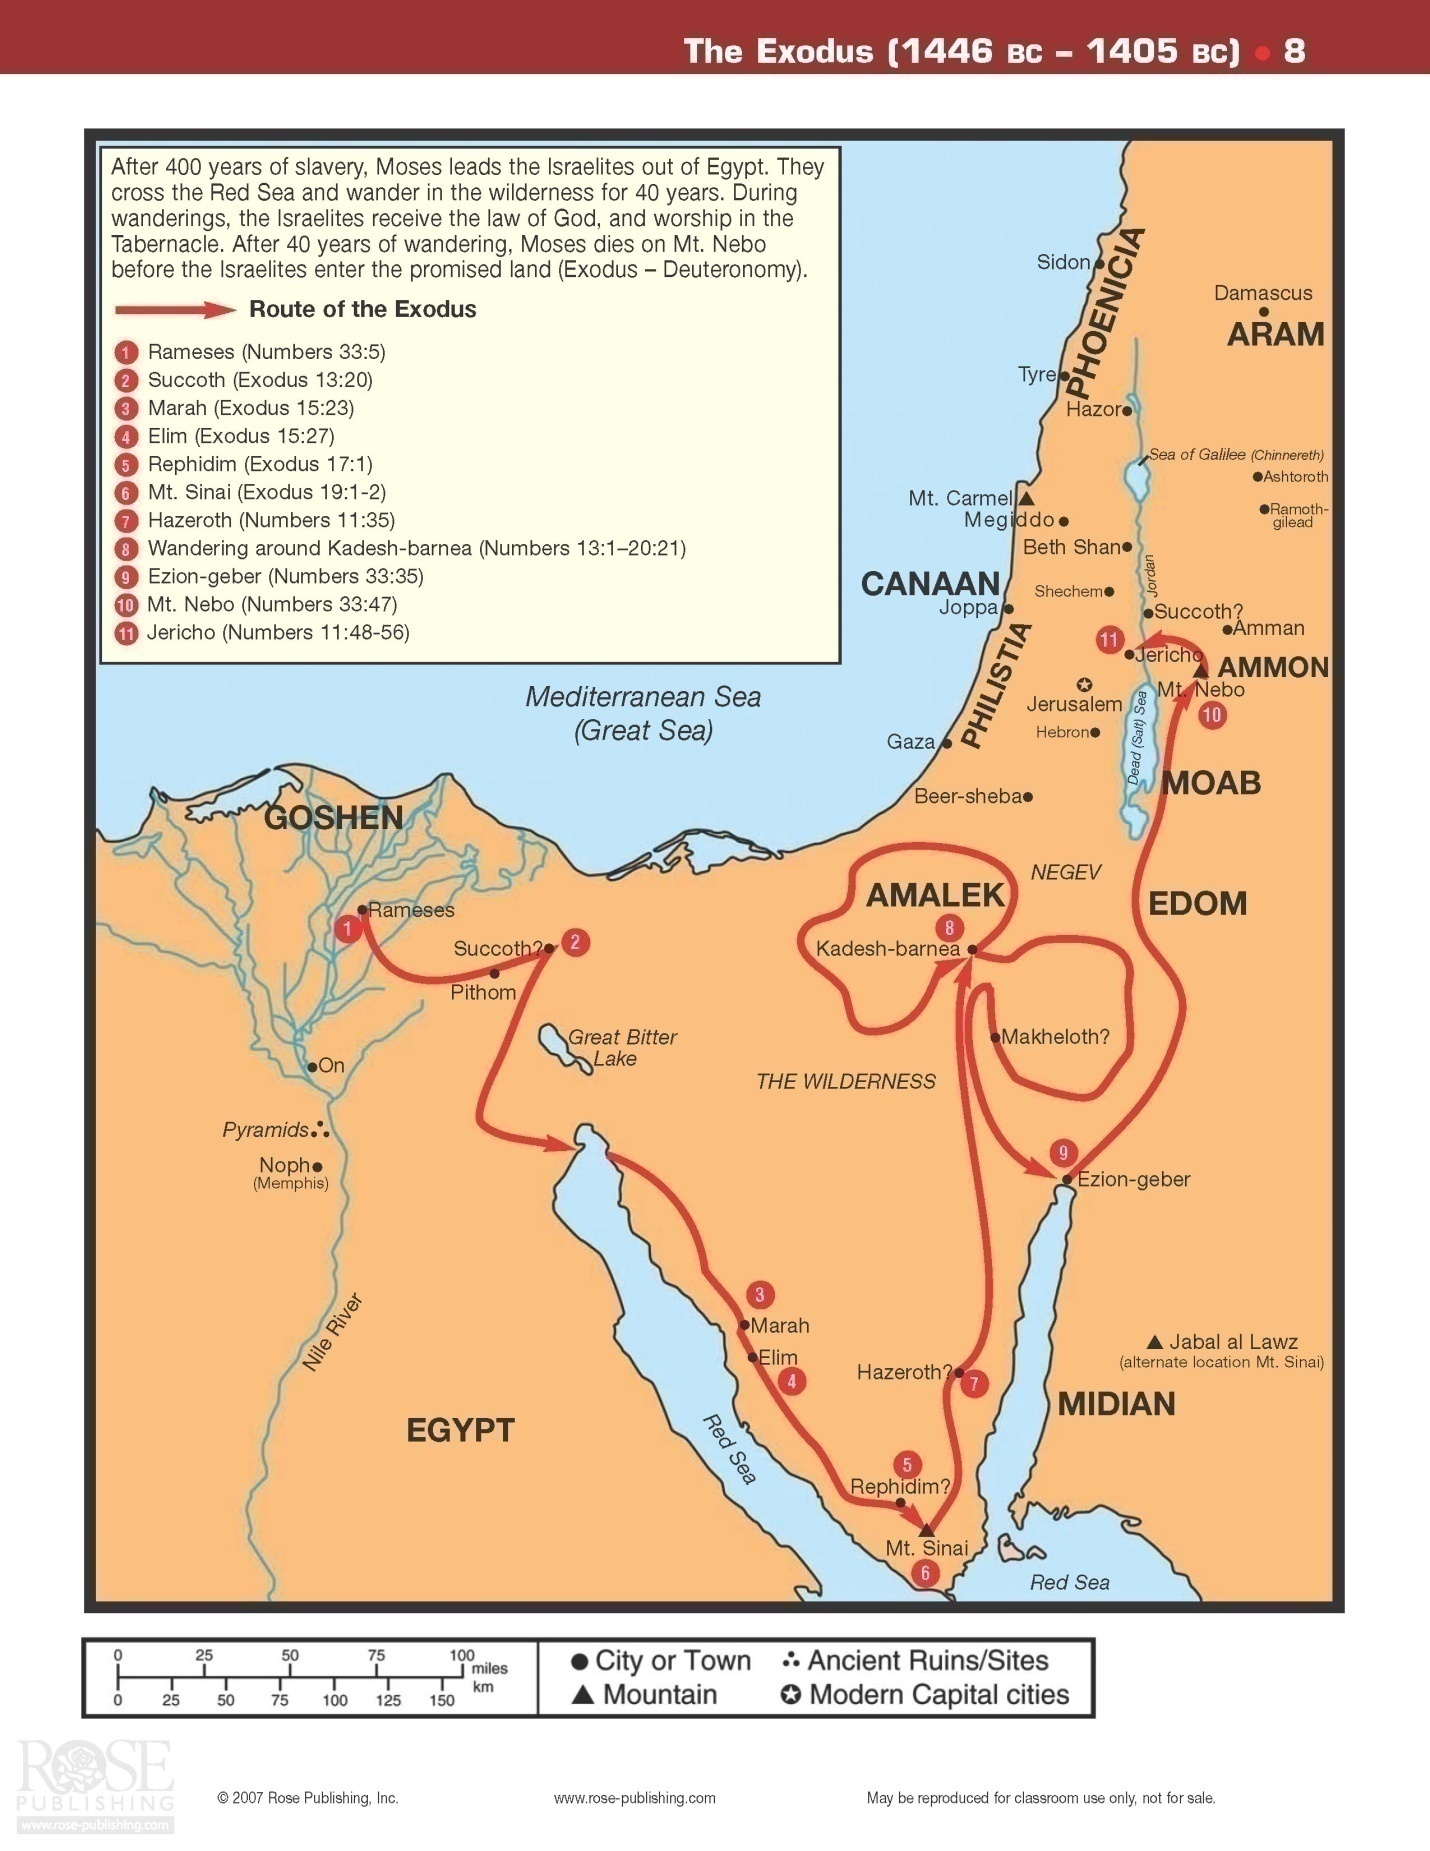 The Exodus (1446 BC – 1405 BC) • 8
After 400 years of slavery, Moses leads the Israelites out of Egypt. They
cross the Red Sea and wander in the wilderness for 40 years. During
wanderings, the Israelites receive the law of God, and worship in the
Tabernacle. After 40 years of wandering, Moses dies on Mt. Nebo
before the Israelites enter the promised land (Exodus – Deuteronomy).
Route of the Exodus
1 Rameses (Numbers 33:5)
2 Succoth (Exodus 13:20)
3 Marah (Exodus 15:23)
4 Elim (Exodus 15:27)
5 Rephidim (Exodus 17:1)
6 Mt. Sinai (Exodus 19:1-2)
7 Hazeroth (Numbers 11:35)
8 Wandering around Kadesh-barnea (Numbers 13:1–20:21)
9 Ezion-geber (Numbers 33:35)
10 Mt. Nebo (Numbers 33:47)
11 Jericho (Numbers 11:48-56)
Sidon
PHOENICIA
Damascus
ARAM
Tyre
Hazor
Sea of Galilee (Chinnereth)
Ashtoroth
Mt. Carmel
Ramoth-
gilead
Megiddo
Beth Shan
CANAAN
Shechem
Jordan
Joppa
Succoth?
Amman
11
Jericho
AMMON
PHILISTIA
Jerusalem
Mt. Nebo
10
Hebron
Dead (Salt) Sea
Gaza
MOAB
Beer-sheba
Mediterranean Sea
(Great Sea)
GOSHEN
NEGEV
AMALEK
EDOM
Rameses
1
8
Succoth?
2
Kadesh-barnea
Pithom
Great Bitter
Lake
Makheloth?
On
THE WILDERNESS
Pyramids
Noph
(Memphis)
9
Ezion-geber
Nile River
3
Marah
Elim
4
Hazeroth?
7
Jabal al Lawz
(alternate location Mt. Sinai)
MIDIAN
EGYPT
Red Sea
5
Rephidim?
Mt. Sinai
6
Red Sea
0 25 50 75 100
miles
km
0 25 50 75 100 125 150
City or Town
Ancient Ruins/Sites
Mountain
Modern Capital cities
ROSE
PUBLISHING
www.rose-publishing.com
© 2007 Rose Publishing, Inc.
www.rose-publishing.com
May be reproduced for classroom use only, not for sale.